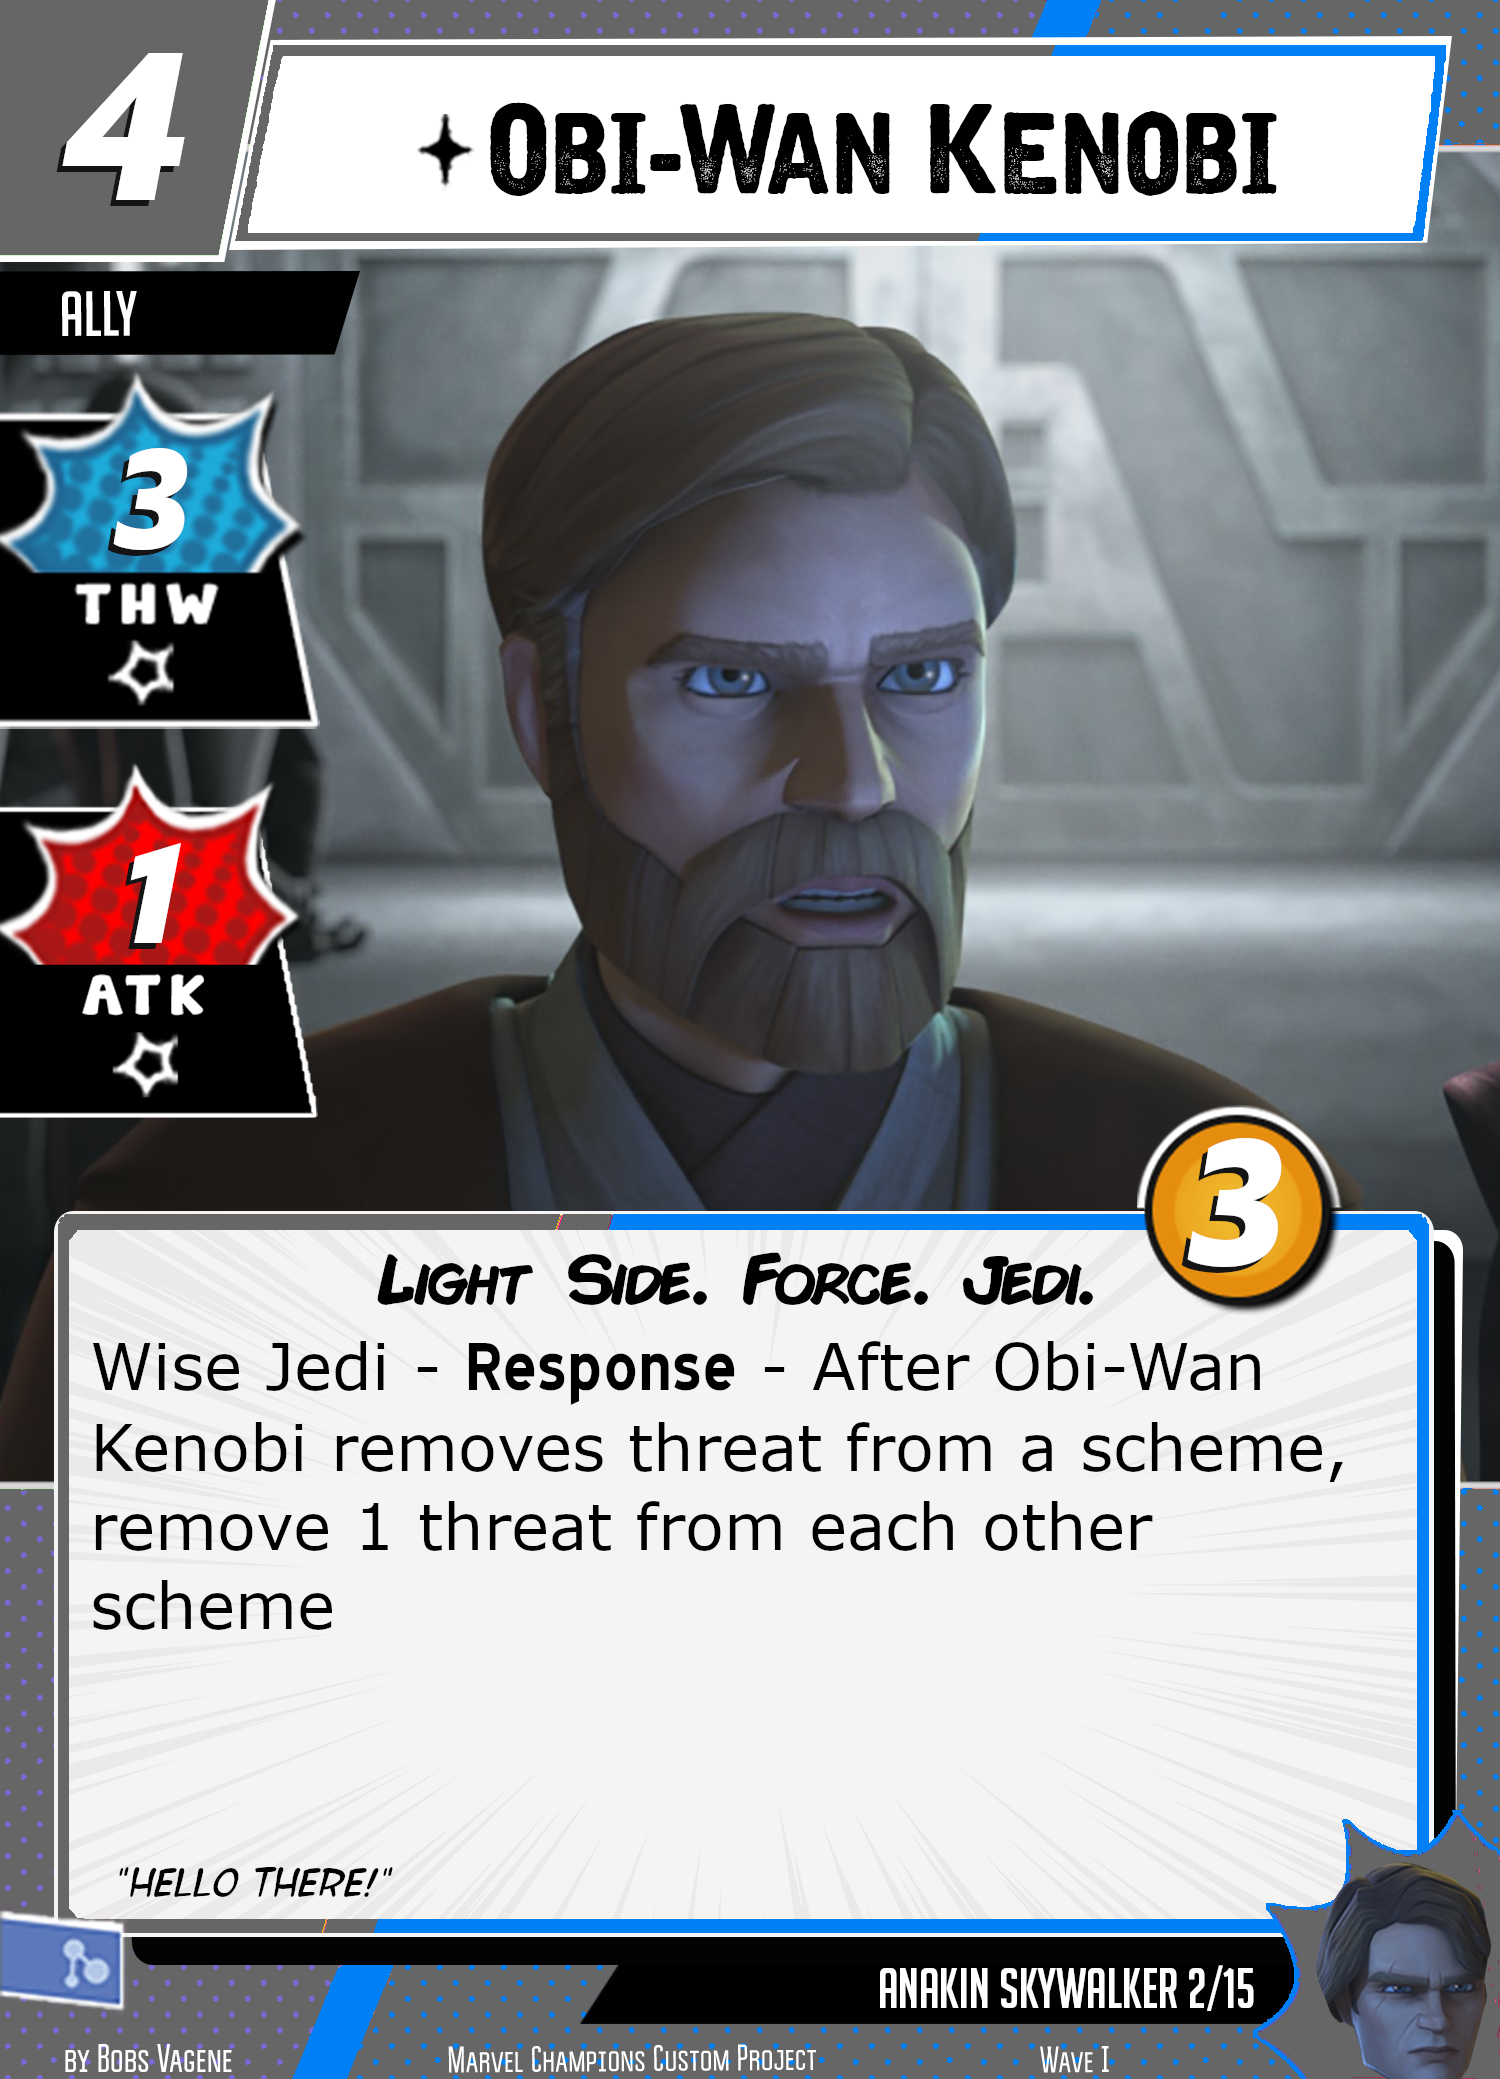 4
Obi-Wan Kenobi
ALLY
3
THW
1
ATK
3
Light Side. Force. Jedi.
Wise Jedi - Response - After Obi-Wan
Kenobi removes threat from a scheme,
remove 1 threat from each other
scheme
"HELLO THERE!"
ANAKIN SKYWALKER 2/15
by Bobs Vagene
Marvel Champions Custom Project
Wave I